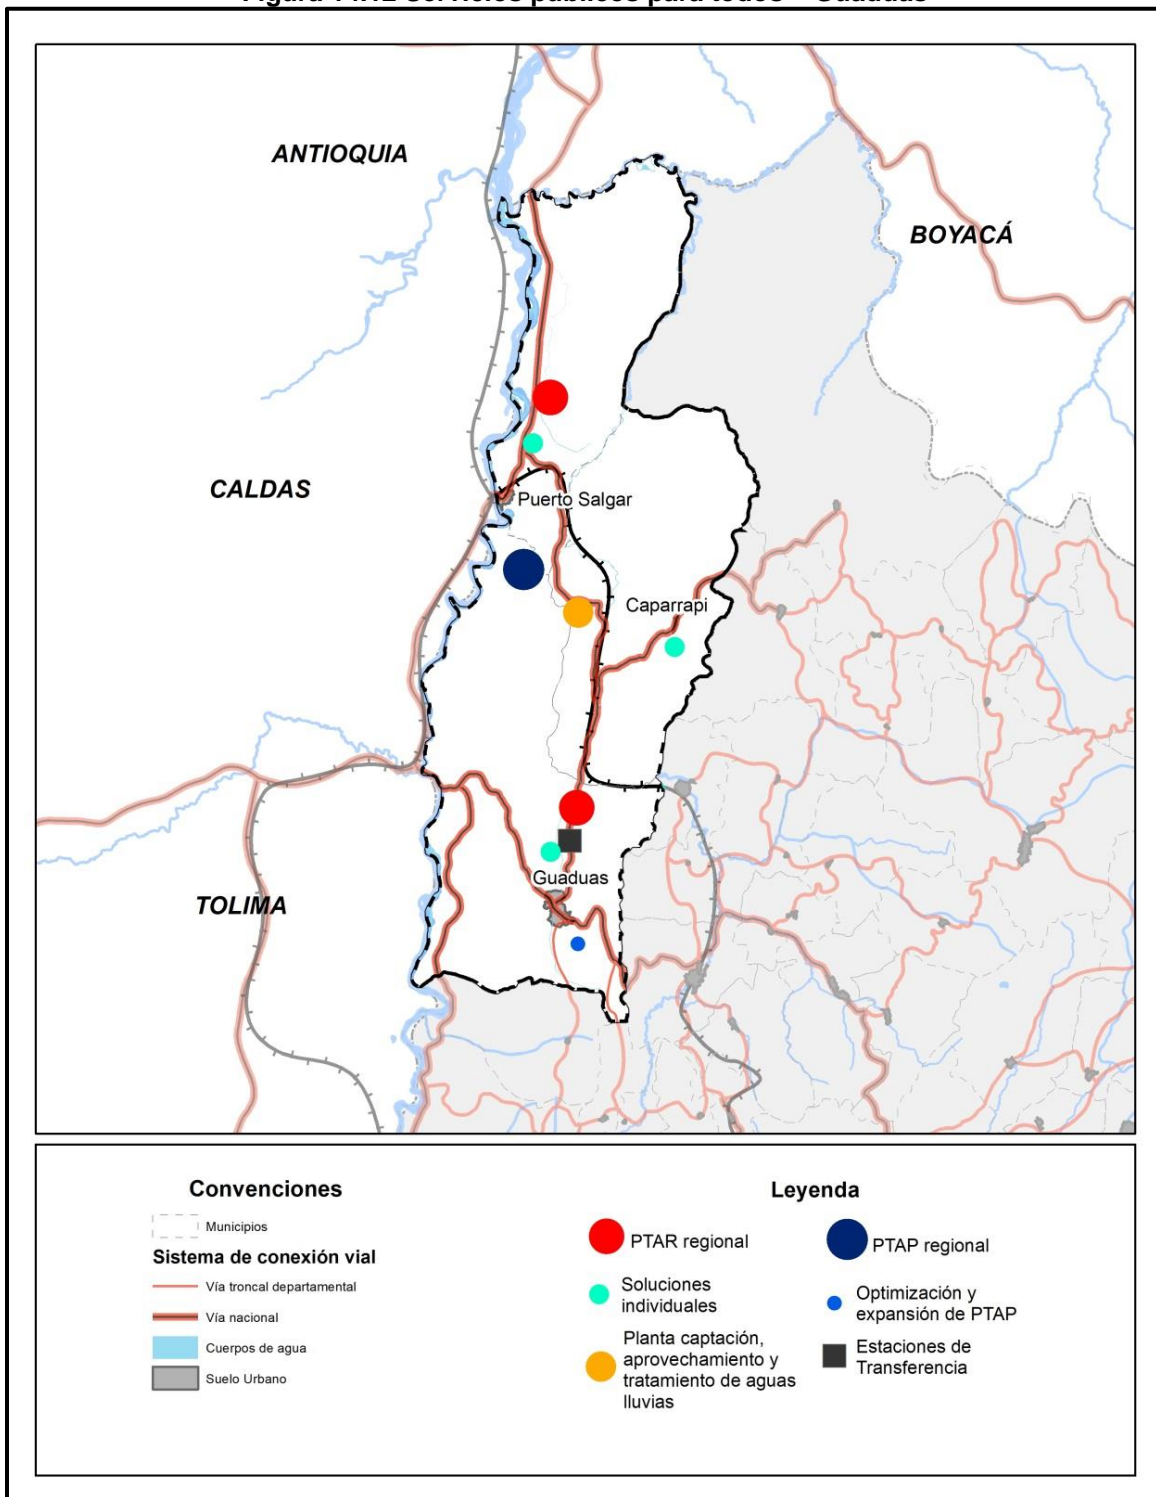 ANTIOQUIA
BOYACÁ
CALDAS
Puerto Salgar
Caparrapi
Guaduas
TOLIMA
Convenciones
Municipios
Sistema de conexión vial
Vía troncal departamental
Vía nacional
Cuerpos de agua
Suelo Urbano
Leyenda
PTAR regional
Soluciones
individuales
Planta captación,
aprovechamiento y
tratamiento de aguas
lluvias
PTAP regional
Optimización y
expansión de PTAP
Estaciones de
Transferencia